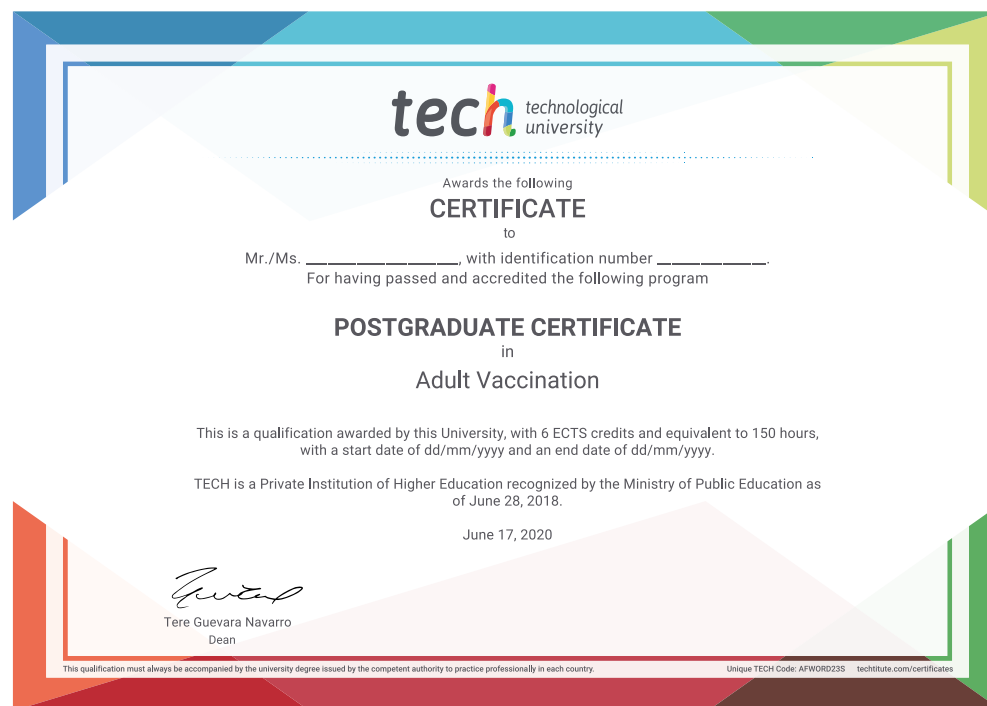 tech technological
university
Awards the following
CERTIFICATE
to
Mr./Ms. _______________, with identification number ___________.
For having passed and accredited the following program
POSTGRADUATE CERTIFICATE
in
Adult Vaccination
This is a qualification awarded by this University, with 6 ECTS credits and equivalent to 150 hours,
with a start date of dd/mm/yyyy and an end date of dd/mm/yyyy.
TECH is a Private Institution of Higher Education recognized by the Ministry of Public Education as
of June 28, 2018.
June 17, 2020
Tere Guevara Navarro
Dean
This qualification must always be accompanied by the university degree issued by the competent authority to practice professionally in each country. Unique TECH Code: AFWORD23S techtitute.com/certificates